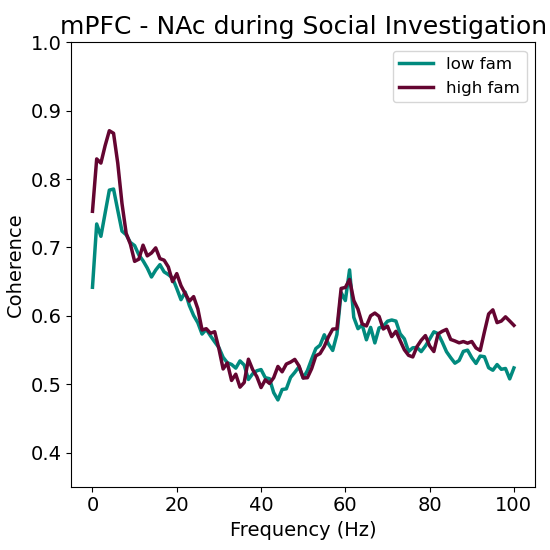 mPFC - NAc during Social Investigation
1.0
0.9
0.8
0.7
0.6
0.5
0.4
Coherence
low fam
high fam
0 20 40 60 80 100
Frequency (Hz)